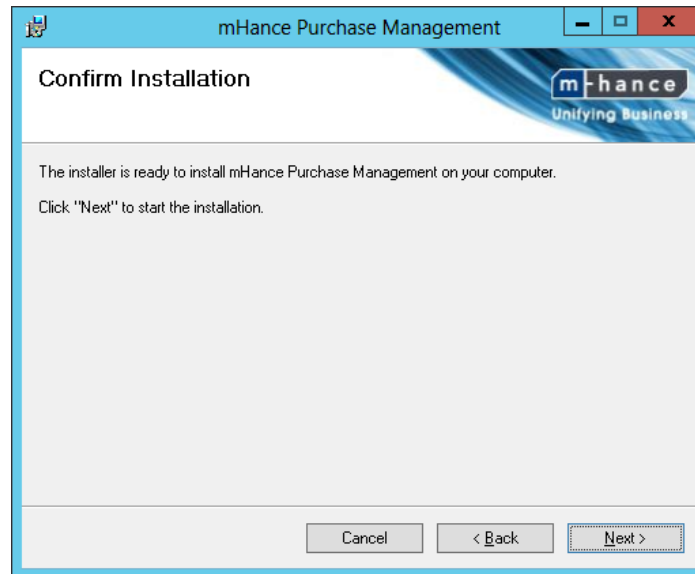 mHance Purchase Management
Confirm Installation
m-hance
Unifying Business
The installer is ready to install mHance Purchase Management on your computer.
Click "Next" to start the installation.
Cancel
< Back
Next >